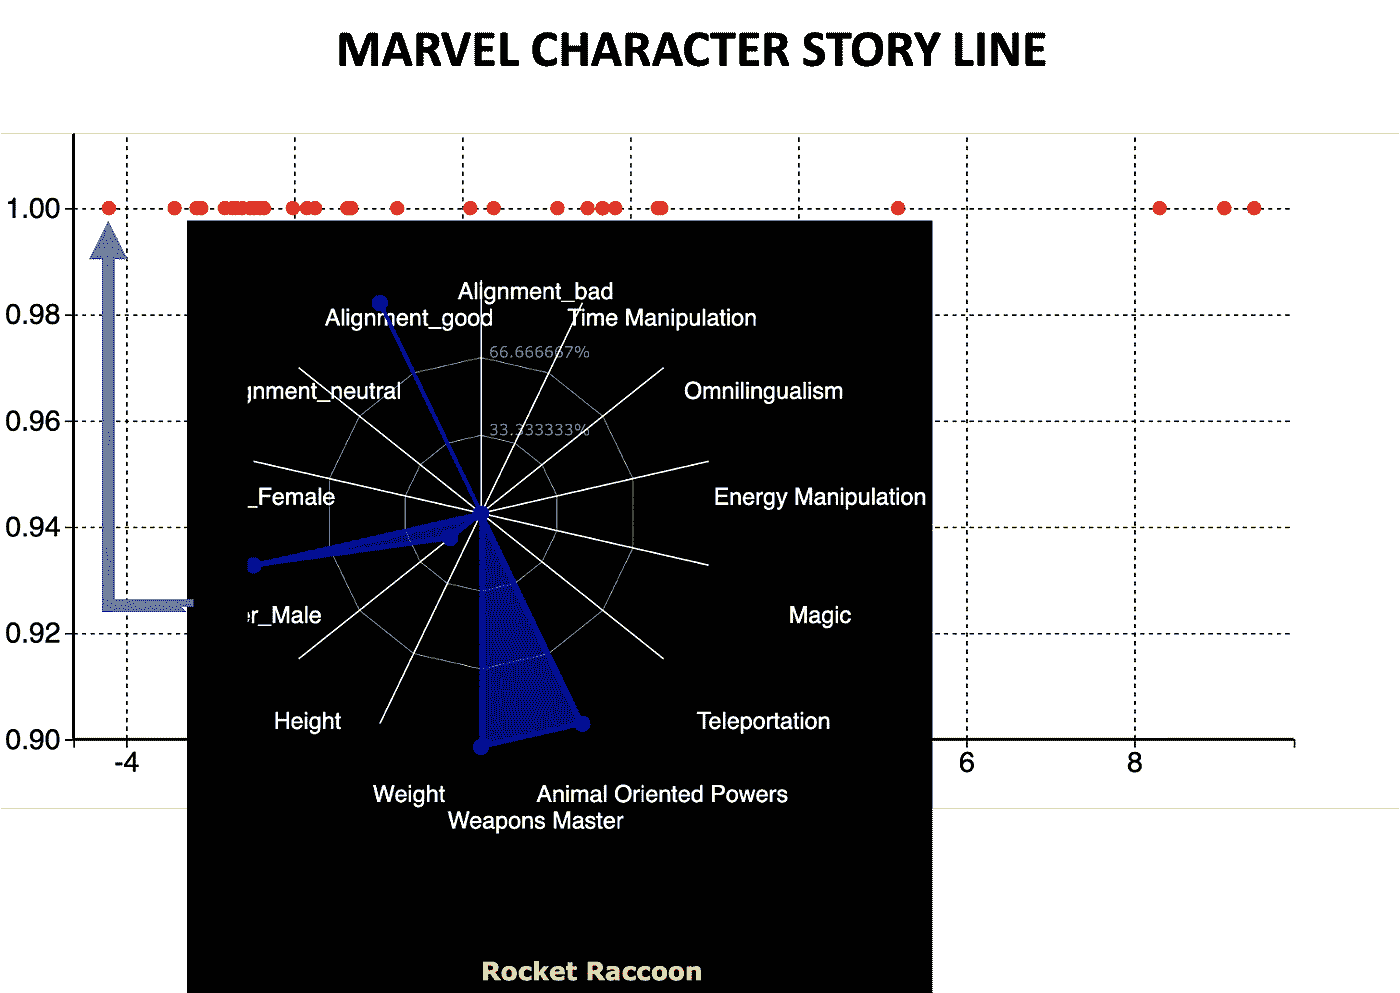 MARVEL CHARACTER STORY LINE
1.00
0.98
0.96
0.94
0.92
0.90
-4
6
8
Alignment_bad
Alignment_good
Time Manipulation
66.666667%
gnment_neutral
Omnilingualism
33.333333%
_Female
Energy Manipulation
er_Male
Magic
Height
Teleportation
Weight
Animal Oriented Powers
Weapons Master
Rocket Raccoon